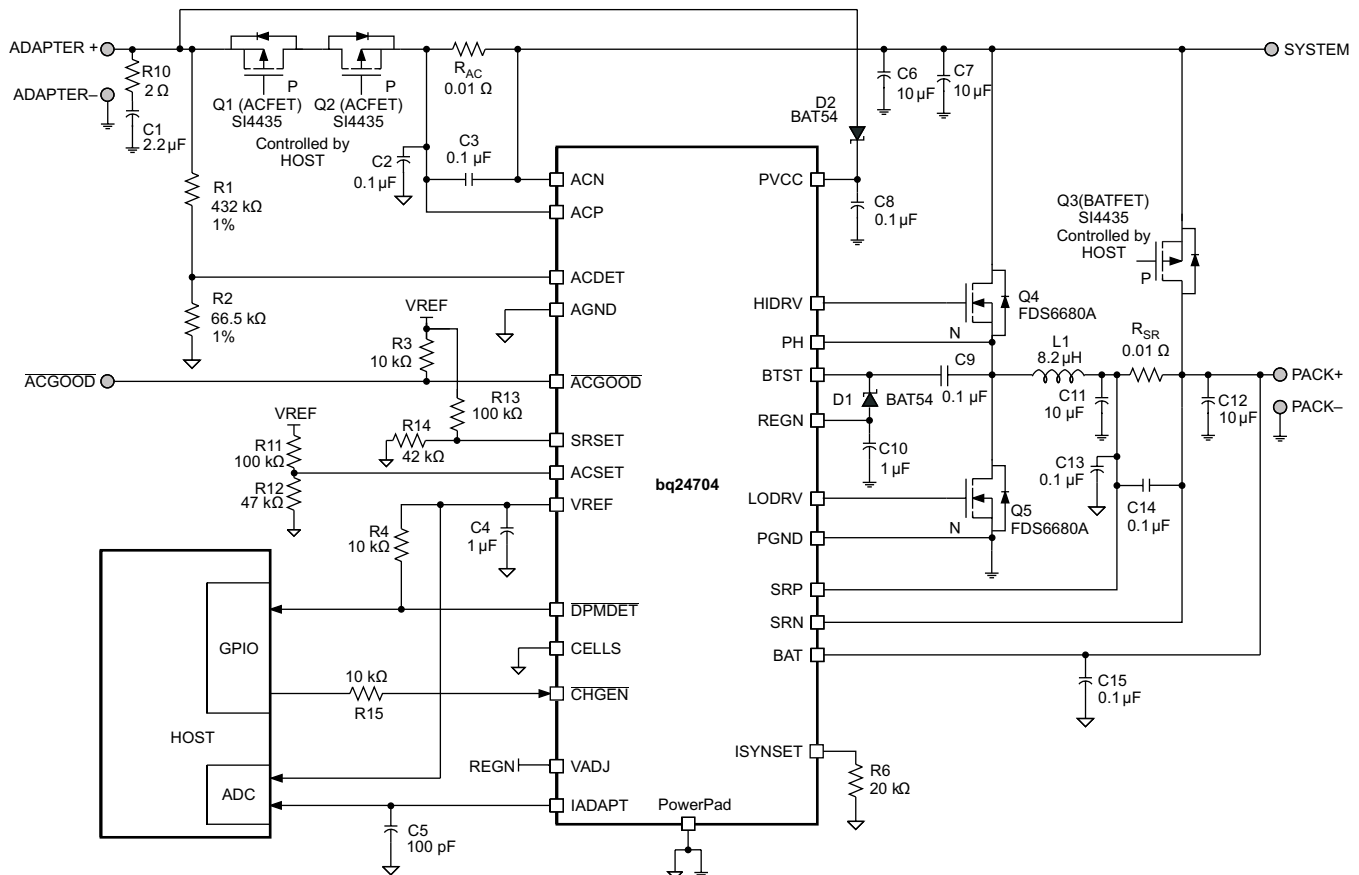 ADAPTER +
ADAPTER–
R10
2 Ω
C1
2.2 µF
P
Q1 (ACFET)
SI4435
P
Q2 (ACFET)
SI4435
Controlled by
HOST
RAC
0.01 Ω
C2
0.1 µF
C3
0.1 µF
R1
432 kΩ
1%
R2
66.5 kΩ
1%
ACGOOD
VREF
R3
10 kΩ
R13
100 kΩ
R14
42 kΩ
VREF
R11
100 kΩ
R12
47 kΩ
R4
10 kΩ
C4
1 µF
GPIO
HOST
ADC
10 kΩ
R15
REGN
C5
100 pF
ACN
ACP
ACDET
AGND
ACGOOD
SRSET
ACSET
VREF
DPMDET
CELLS
CHGEN
VADJ
IADAPT
bq24704
PowerPad
PVCC
HIDRV
PH
BTST
REGN
LODRV
PGND
SRP
SRN
BAT
ISYNSET
D2
BAT54
C8
0.1 µF
C6
10 µF
C7
10 µF
SYSTEM
Q3(BATFET)
SI4435
Controlled by
HOST
P
N
Q4
FDS6680A
D1
BAT54
C9
0.1 µF
C10
1 µF
L1
8.2 µH
RSR
0.01 Ω
C11
10 µF
C12
10 µF
PACK+
PACK–
C13
0.1 µF
C14
0.1 µF
N
Q5
FDS6680A
C15
0.1 µF
R6
20 kΩ